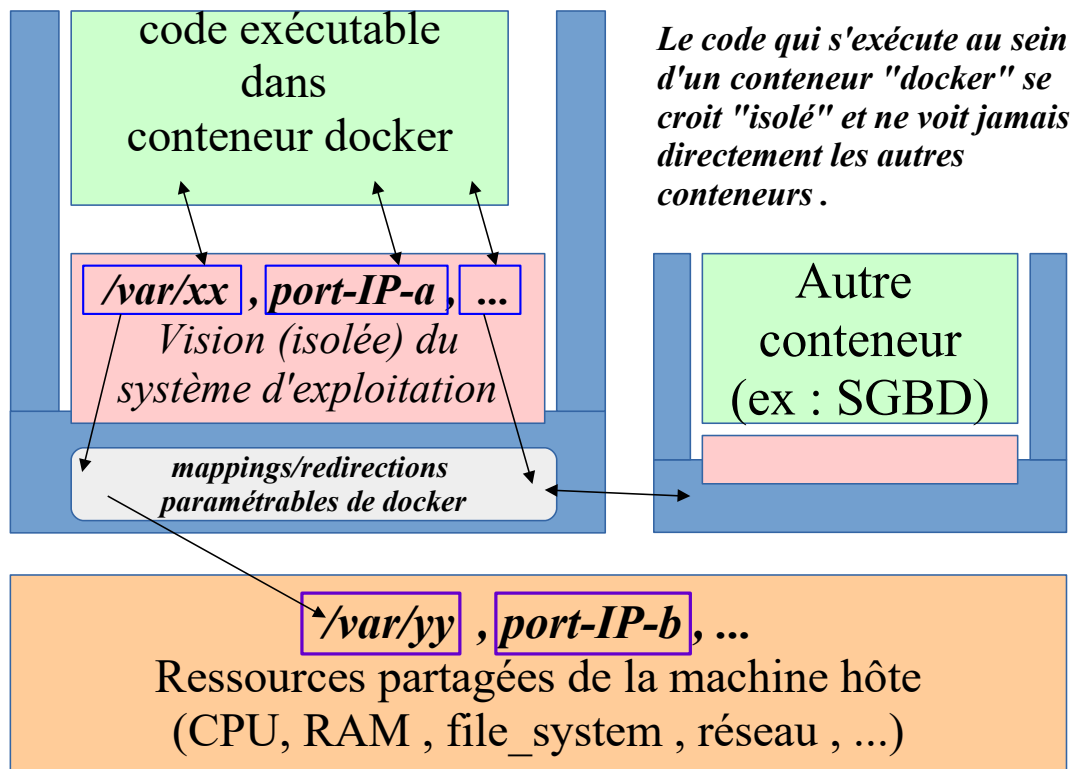 code exécutable
dans
conteneur docker
Le code qui s'exécute au sein
d'un conteneur "docker" se
croit "isolé" et ne voit jamais
directement les autres
conteneurs .
/var/xx , port-IP-a , ...
Vision (isolée) du
système d'exploitation
mappings/redirections
paramétrables de docker
Autre
conteneur
(ex : SGBD)
/var/yy , port-IP-b , ...
Ressources partagées de la machine hôte
(CPU, RAM , file_system , réseau , ...)